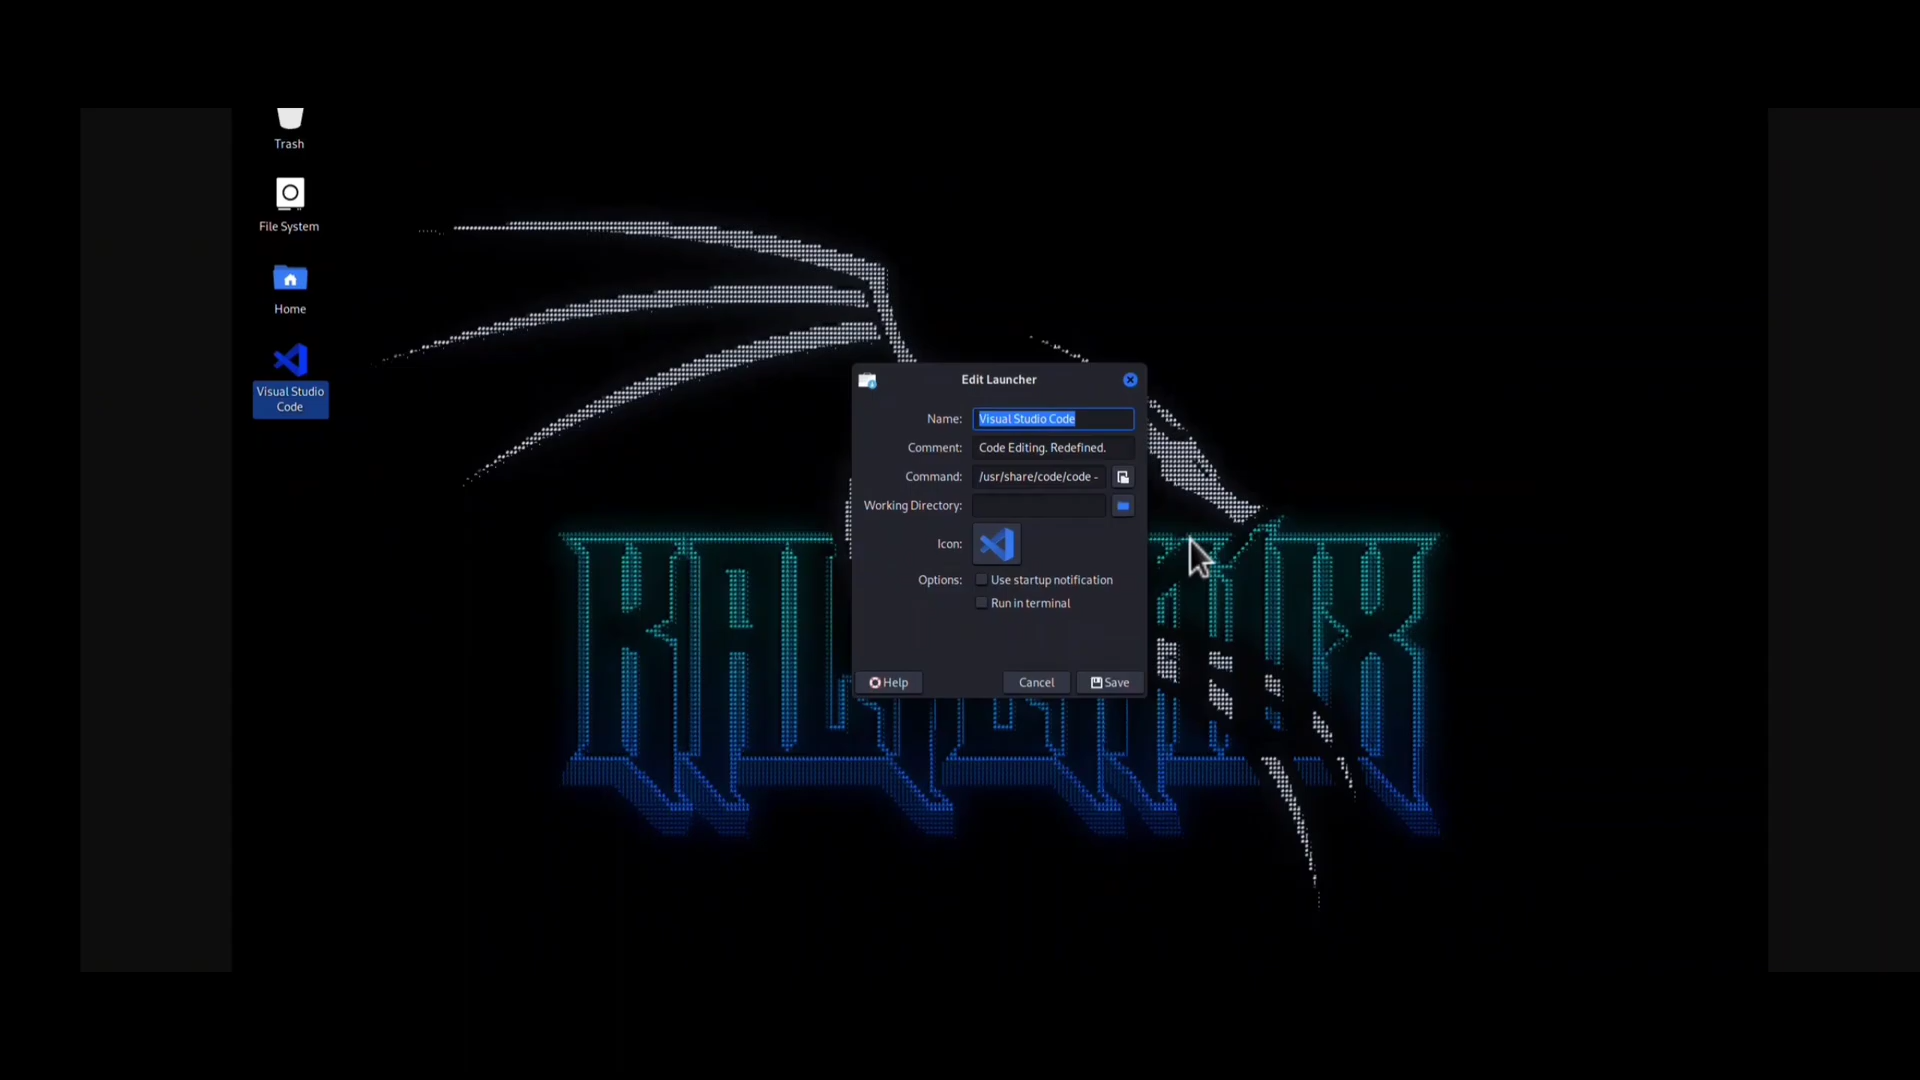 Trash
File System
Home
Visual Studio
Code
Edit Launcher
Name: Visual Studio Code
Comment: Code Editing. Redefined.
Command: /usr/share/code/code -
Working Directory:
Icon:
Options: Use startup notification
Run in terminal
Help Cancel Save